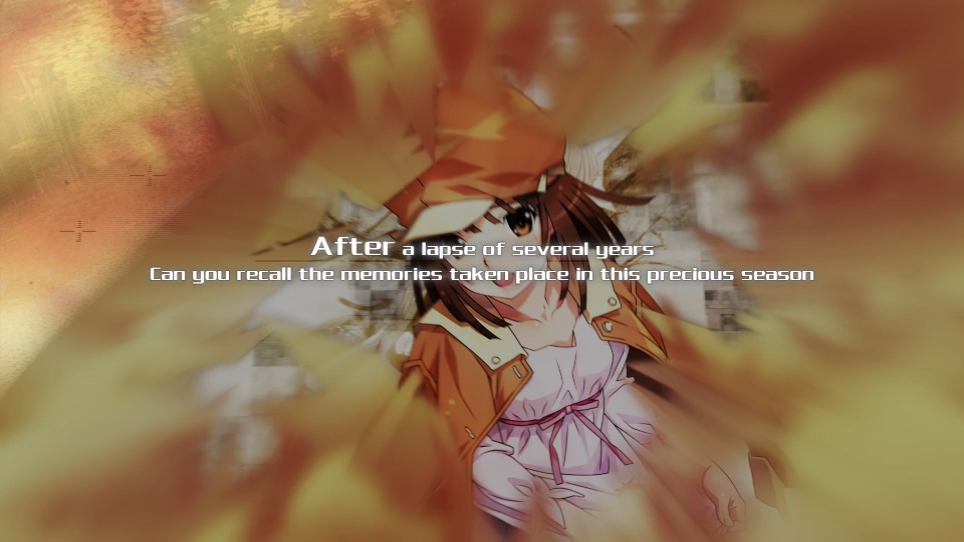 After a lapse of several years
Can you recall the memories taken place in this precious season